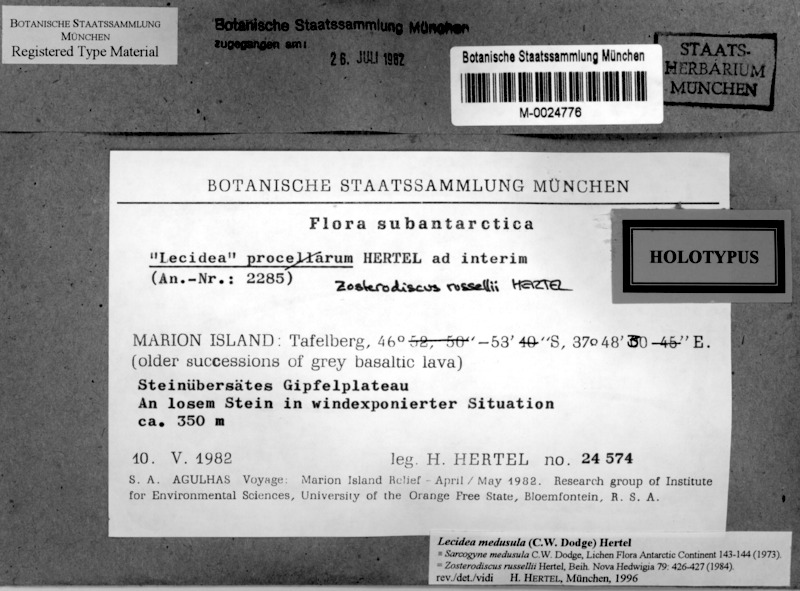 BOTANISCHE STAATSSAMMLUNG
MÜNCHEN
Registered Type Material
Botanische Staatssammlung München
zugegangen am:
26. JULI 1982
Botanische Staatssammlung München
M-0024776
STAATS-
HERBARIUM
MÜNCHEN
BOTANISCHE STAATSSAMMLUNG MÜNCHEN
Flora subantarctica
"Lecidea" procellarum HERTEL ad interim
(An.-Nr.: 2285)
Zosterodiscus russellii HERTEL
HOLOTYPUS
MARION ISLAND: Tafelberg, 46° 52, 50"-53' 40"S, 37° 48' 30-45" E.
(older successions of grey basaltic lava)
Steinübersätes Gipfelplateau
An losem Stein in windexponierter Situation
ca. 350 m
10. V. 1982 leg. H. HERTEL no. 24 574
S. A. AGULHAS Voyage: Marion Island Relief - April / May 1982. Research group of Institute
for Environmental Sciences, University of the Orange Free State, Bloemfontein, R. S. A.
Lecidea medusula (C.W. Dodge) Hertel
≡ Sarcogyne medusula C.W. Dodge, Lichen Flora Antarctic Continent 143-144 (1973).
= Zosterodiscus russellii Hertel, Beih. Nova Hedwigia 79: 426-427 (1984).
rev./det./vidi H. HERTEL, München, 1996